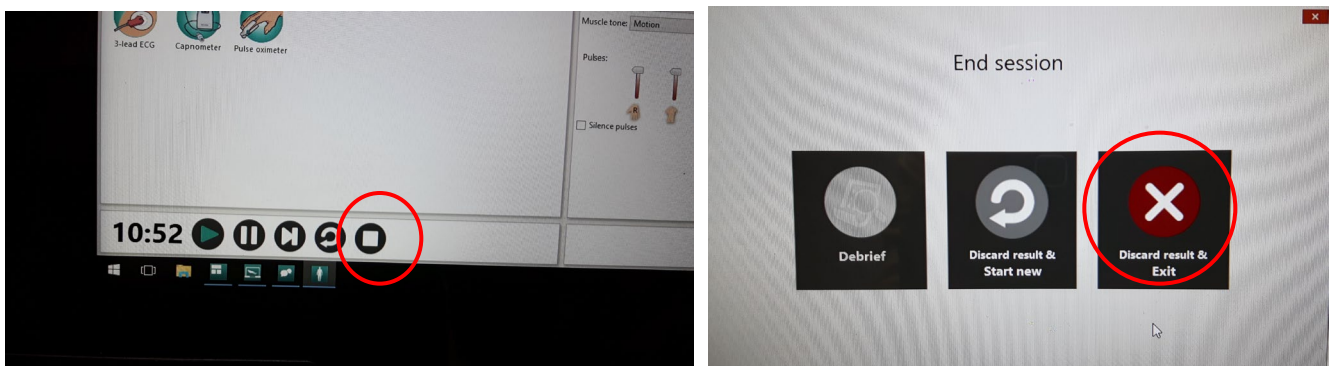 3-lead ECG
Capnometer
Pulse oximeter
Muscle tone: Motion
Pulses:
R
Silence pulses
10:52
End session
Debrief
Discard result &
Start new
Discard result &
Exit